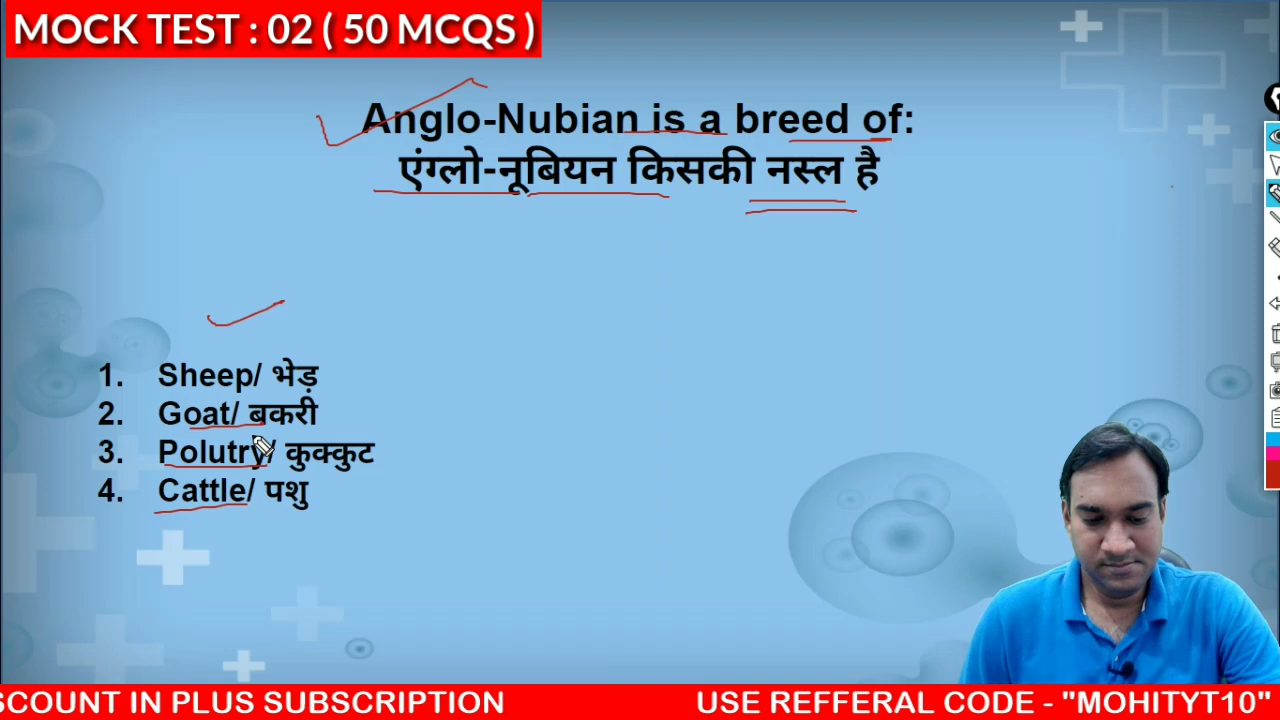 MOCK TEST : 02 ( 50 MCQS )
Anglo-Nubian is a breed of:
एंग्लो-नूबियन किसकी नस्ल है
1. Sheep/ भेड़
2. Goat/ बकरी
3. Polutry/ कुक्कुट
4. Cattle/ पशु
SCOUNT IN PLUS SUBSCRIPTION USE REFFERAL CODE - "MOHITYT10"